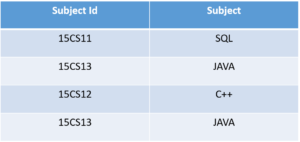 Subject Id Subject
15CS11 SQL
15CS13 JAVA
15CS12 C++
15CS13 JAVA